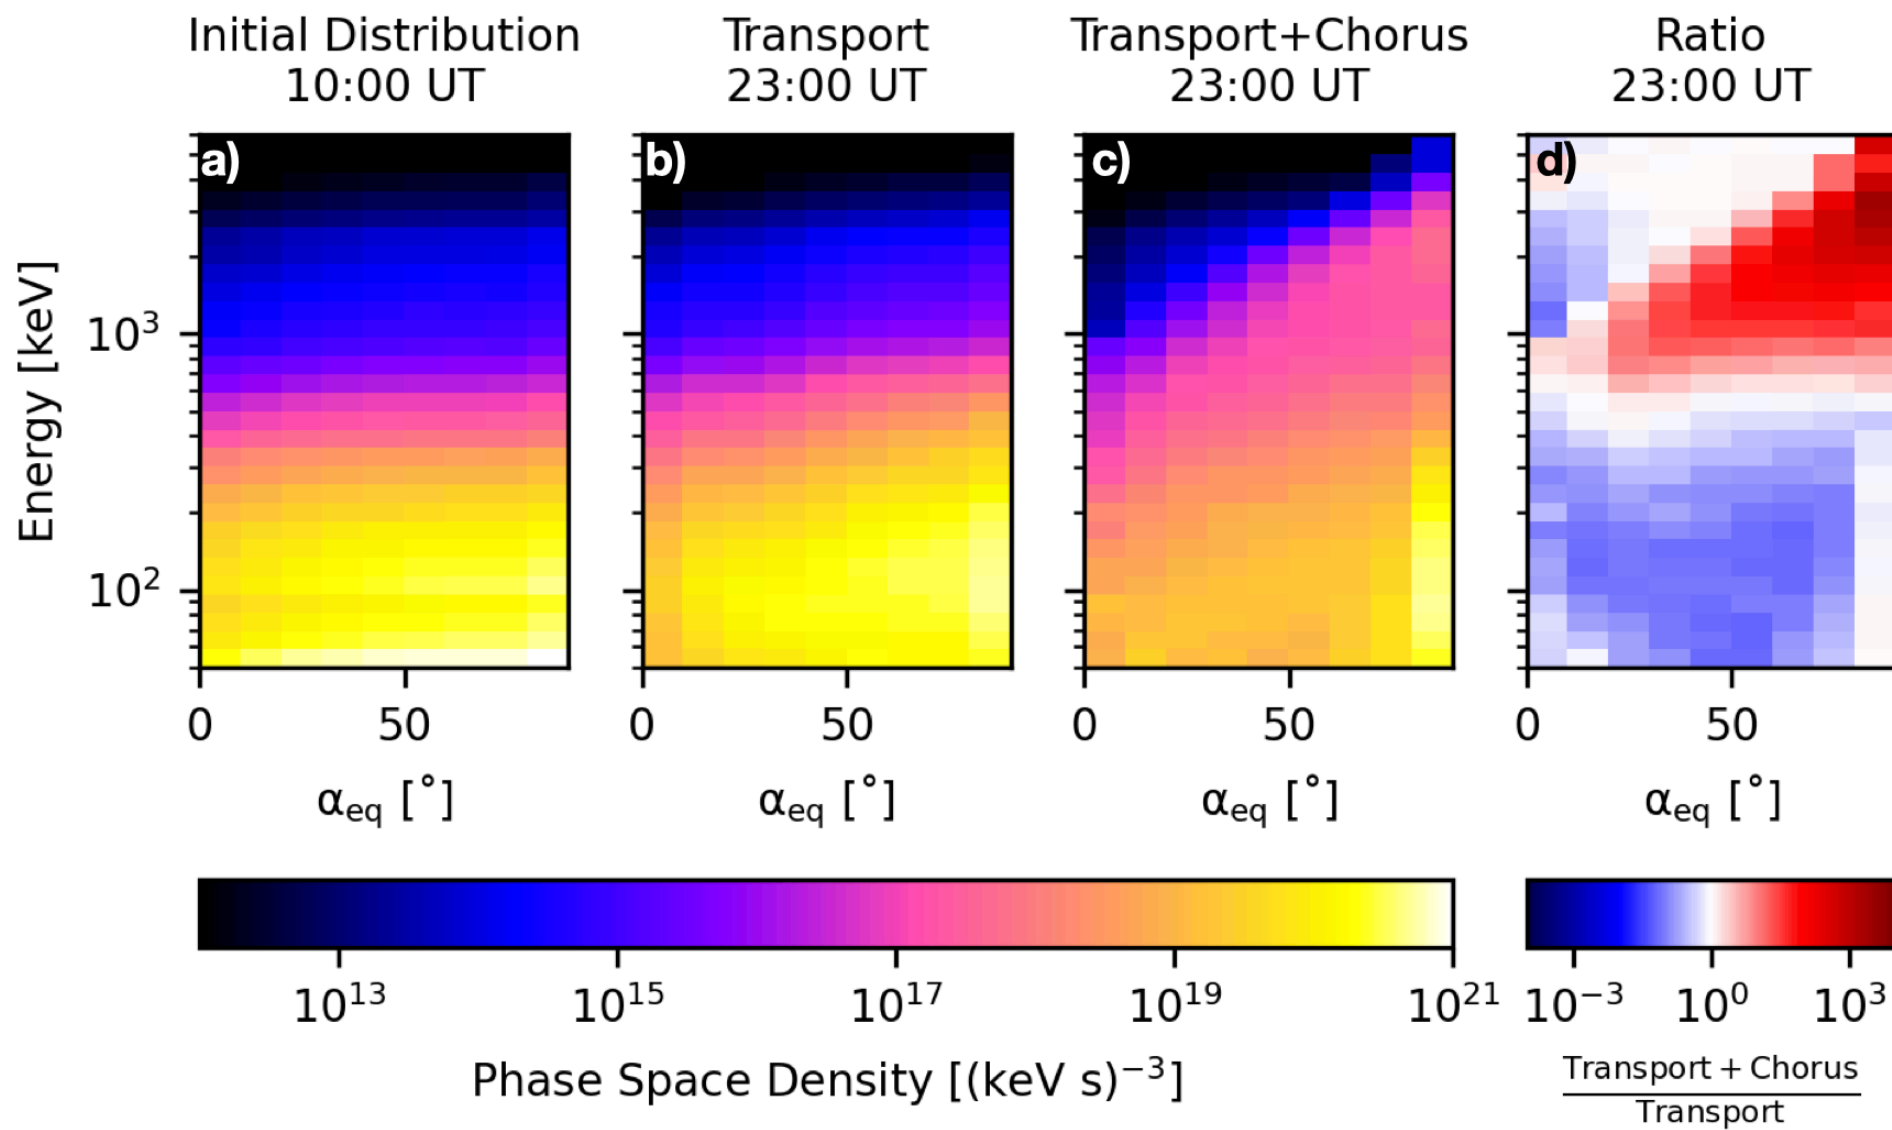 Initial Distribution
10:00 UT
Transport
23:00 UT
Transport+Chorus
23:00 UT
Ratio
23:00 UT
a)
b)
c)
d)
Energy [keV]
10³
10²
0 50
0 50
0 50
0 50
αeq [°]
αeq [°]
αeq [°]
αeq [°]
10¹³ 10¹⁵ 10¹⁷ 10¹⁹ 10²¹
Phase Space Density [(keV s)⁻³]
10⁻³ 10⁰ 10³
Transport + Chorus
Transport